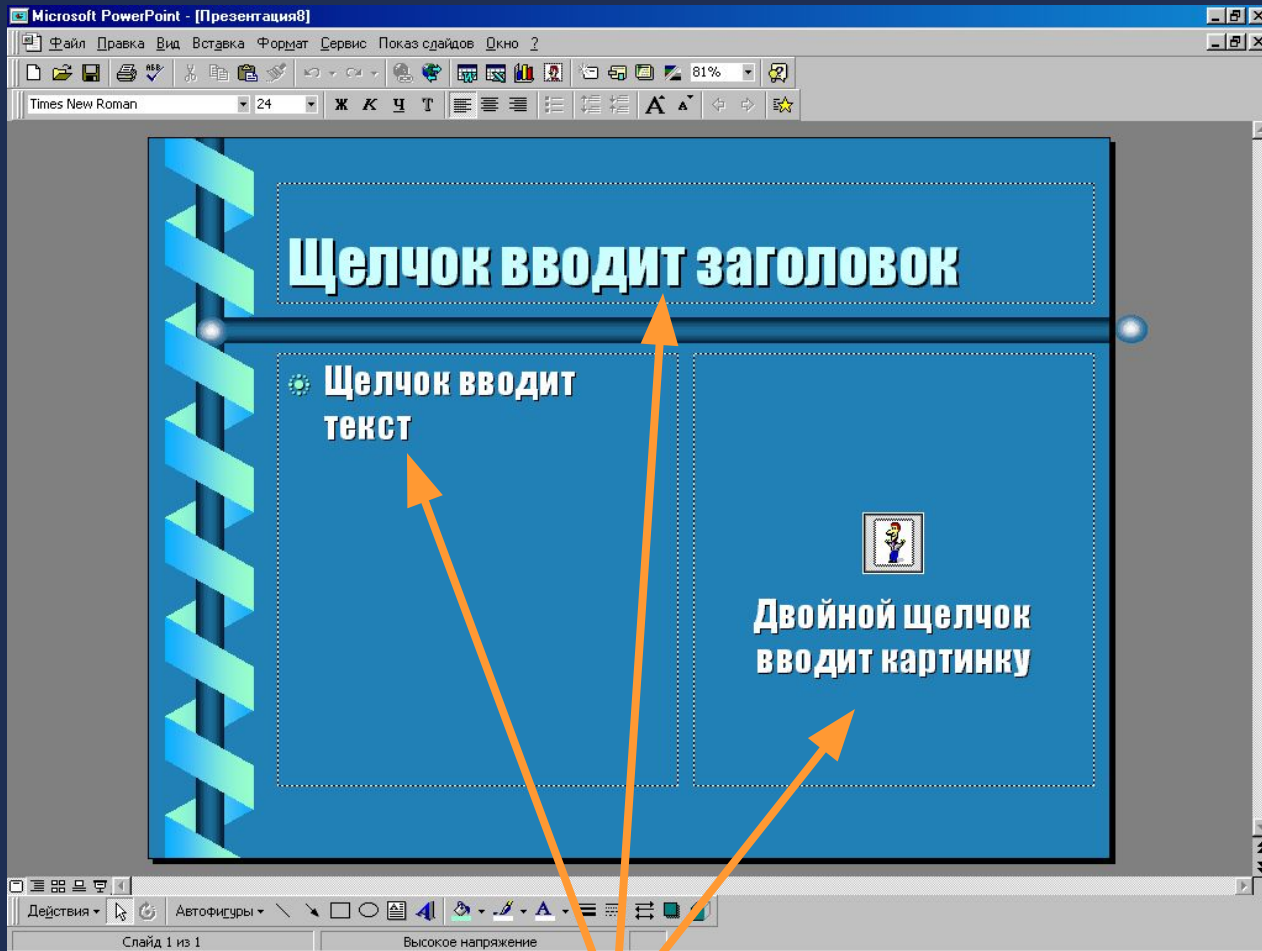 Microsoft PowerPoint - [Презентация8]
Файл Правка Вид Вставка Формат Сервис Показ слайдов Окно ?
81%
Times New Roman 24 Ж К Ч Т
Щелчок вводит заголовок
Щелчок вводит
текст
Двойной щелчок
вводит картинку
Действия Автофигуры
Слайд 1 из 1 Высокое напряжение